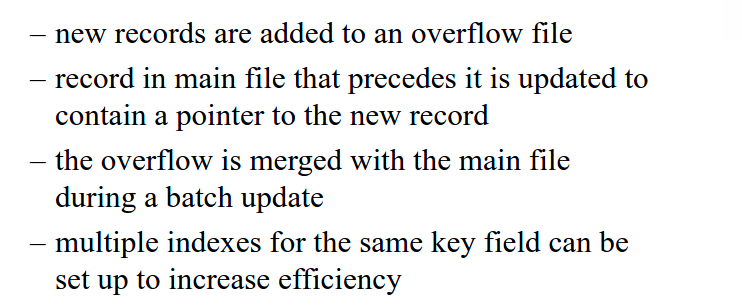 – new records are added to an overflow file
– record in main file that precedes it is updated to
contain a pointer to the new record
– the overflow is merged with the main file
during a batch update
– multiple indexes for the same key field can be
set up to increase efficiency